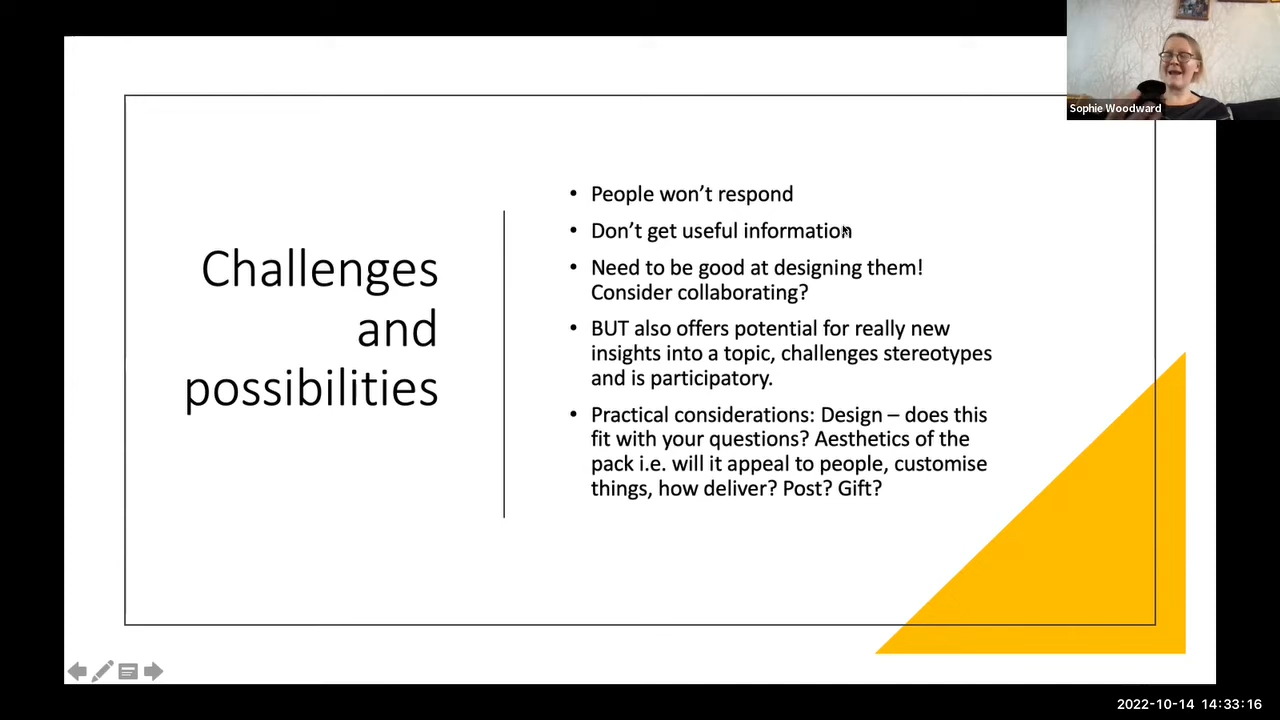 Sophie Woodward
Challenges
and
possibilities
• People won't respond
• Don't get useful information
• Need to be good at designing them!
Consider collaborating?
• BUT also offers potential for really new
insights into a topic, challenges stereotypes
and is participatory.
• Practical considerations: Design – does this
fit with your questions? Aesthetics of the
pack i.e. will it appeal to people, customise
things, how deliver? Post? Gift?
2022-10-14 14:33:16